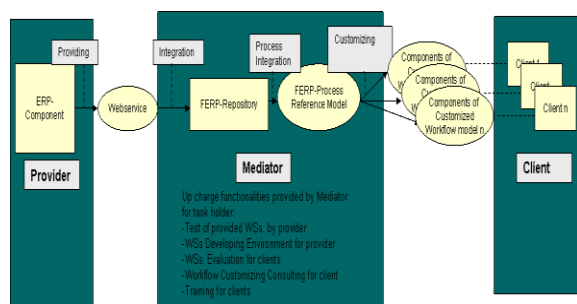 Providing
Integration
Process
Integration
Customizing
ERP-
Component
Webservice
FERP-Repository
FERP-Process
Reference Model
Components of
Components of
Components of
Customized
Workflow model n
Client
Client n
Provider
Mediator
Client
Up charge functionalities provided by Mediator
for task holder:
-Test of provided WSs. by provider
-WSs Developing Environment for provider
-WSs. Evaluation for clients
-Workflow Customizing Consulting for client
-Training for clients